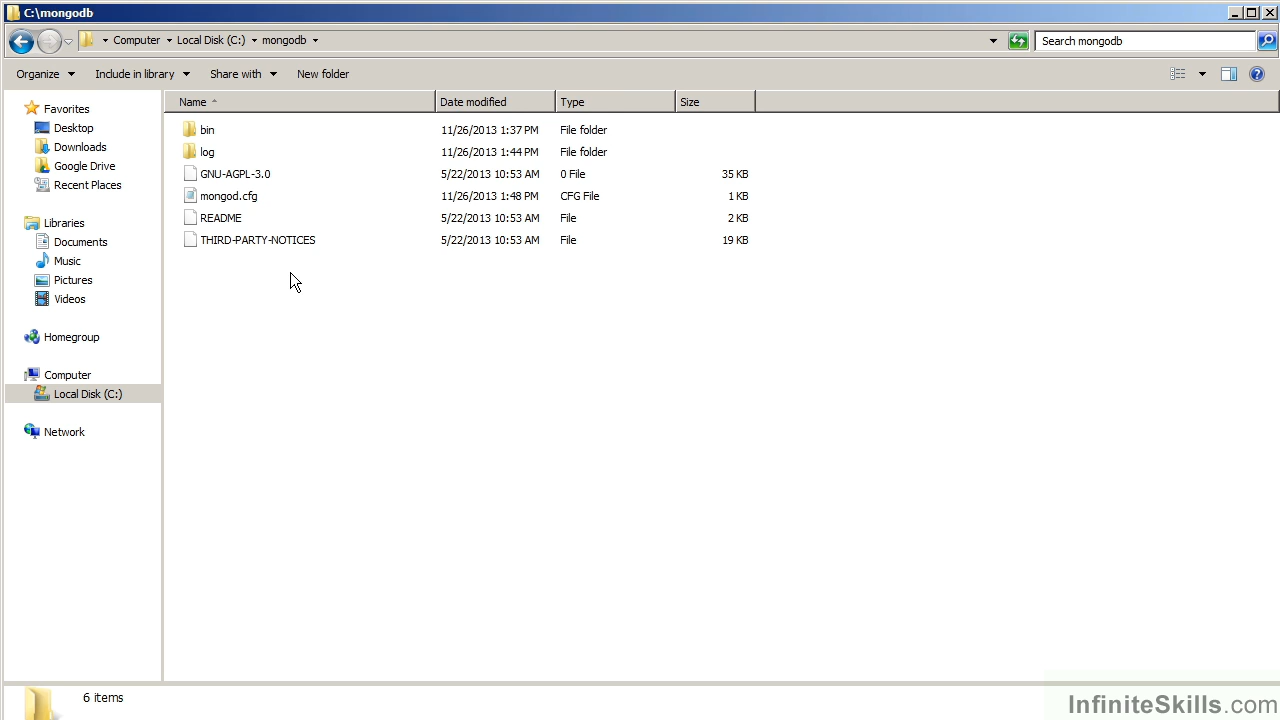 C:\mongodb
Computer Local Disk (C:) mongodb
Search mongodb
Organize Include in library Share with New folder
Name Date modified Type Size
Favorites
Desktop
Downloads
Google Drive
Recent Places
Libraries
Documents
Music
Pictures
Videos
Homegroup
Computer
Local Disk (C:)
Network
bin 11/26/2013 1:37 PM File folder
log 11/26/2013 1:44 PM File folder
GNU-AGPL-3.0 5/22/2013 10:53 AM 0 File 35 KB
mongod.cfg 11/26/2013 1:48 PM CFG File 1 KB
README 5/22/2013 10:53 AM File 2 KB
THIRD-PARTY-NOTICES 5/22/2013 10:53 AM File 19 KB
6 items
InfiniteSkills.com